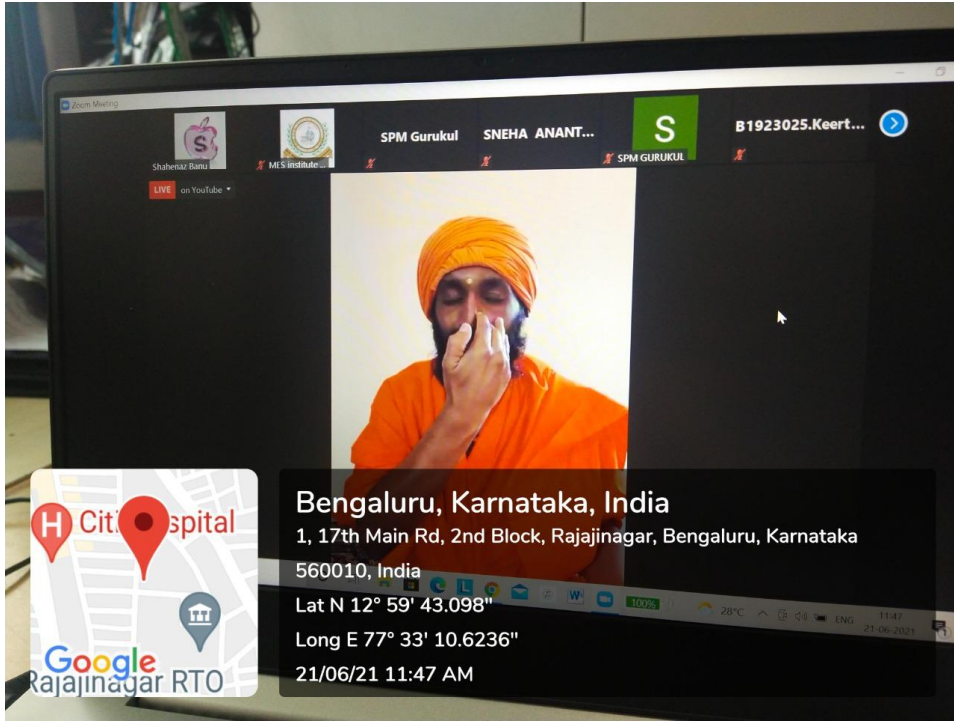 Zoom Meeting
S
Shahenaz Banu
MES institute ...
SPM Gurukul
SNEHA ANANT...
S
SPM GURUKUL
B1923025.Keert...
LIVE on YouTube
H Citi spital
Google
Rajajinagar RTO
Bengaluru, Karnataka, India
1, 17th Main Rd, 2nd Block, Rajajinagar, Bengaluru, Karnataka
560010, India
Lat N 12° 59' 43.098"
Long E 77° 33' 10.6236"
21/06/21 11:47 AM
L
W
100%
28°C
ENG
11:47
21-06-2021